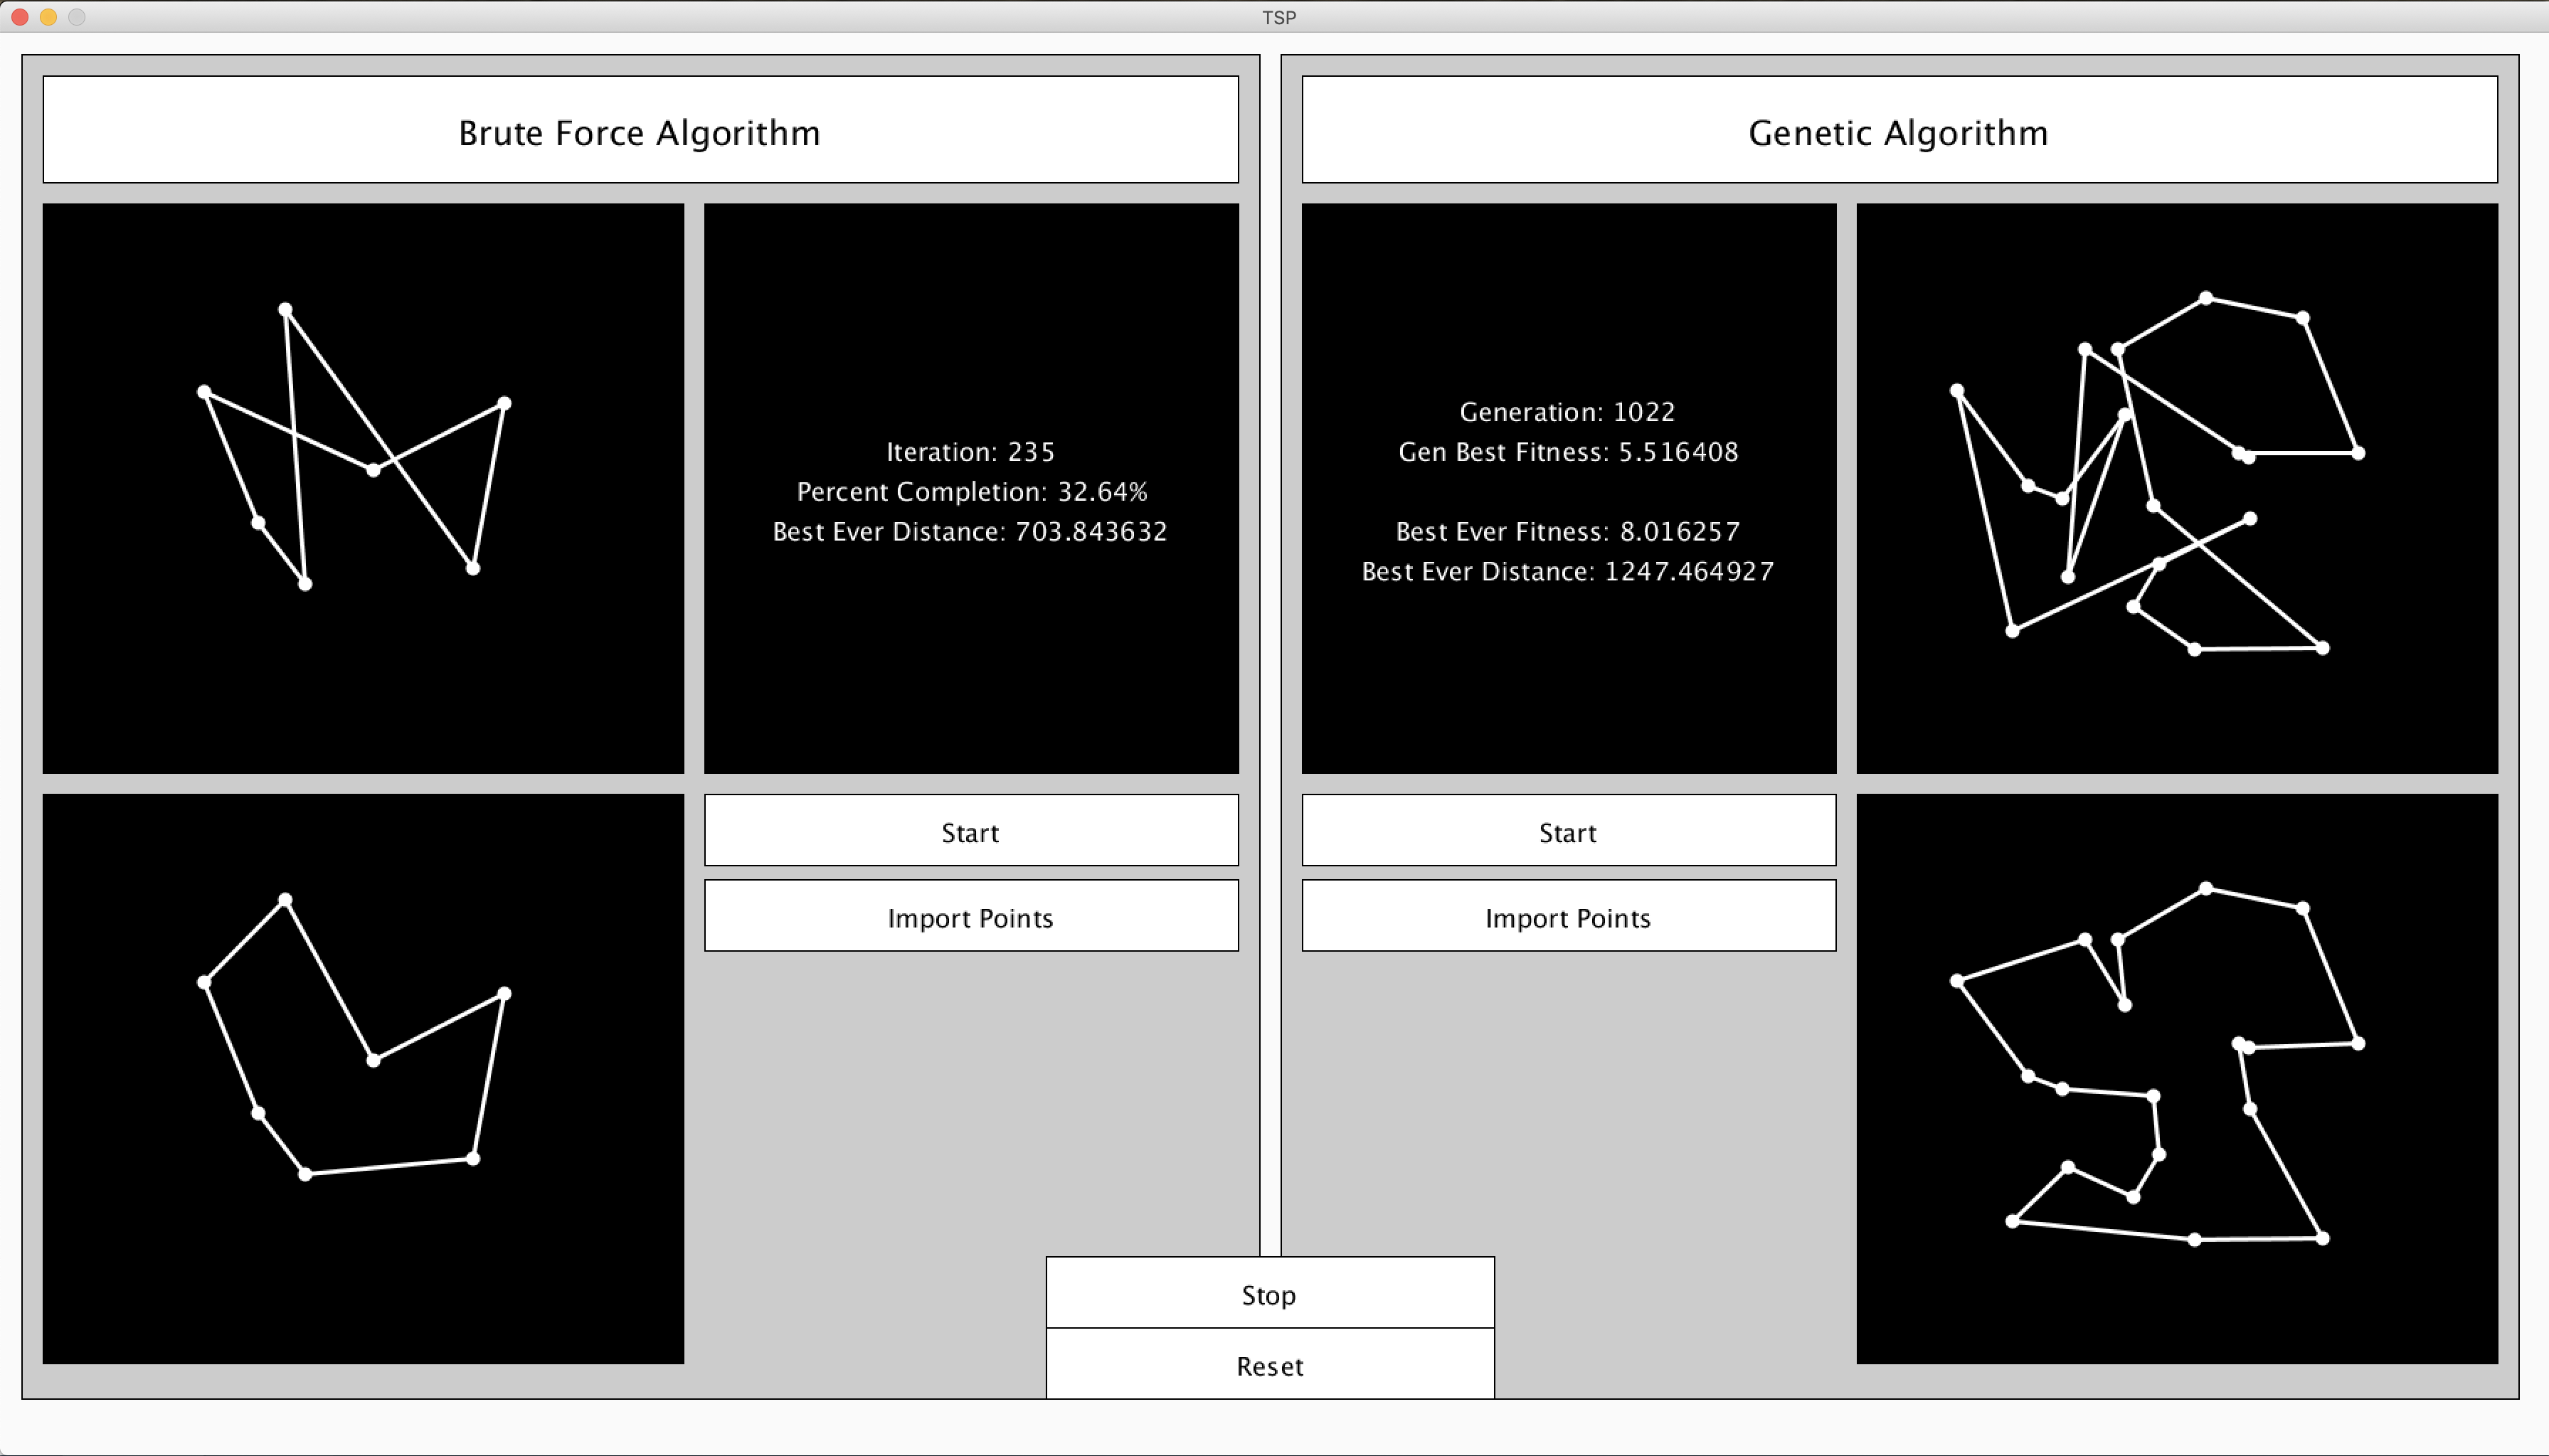 TSP
Brute Force Algorithm
Iteration: 235
Percent Completion: 32.64%
Best Ever Distance: 703.843632
Start
Import Points
Genetic Algorithm
Generation: 1022
Gen Best Fitness: 5.516408
Best Ever Fitness: 8.016257
Best Ever Distance: 1247.464927
Start
Import Points
Stop
Reset